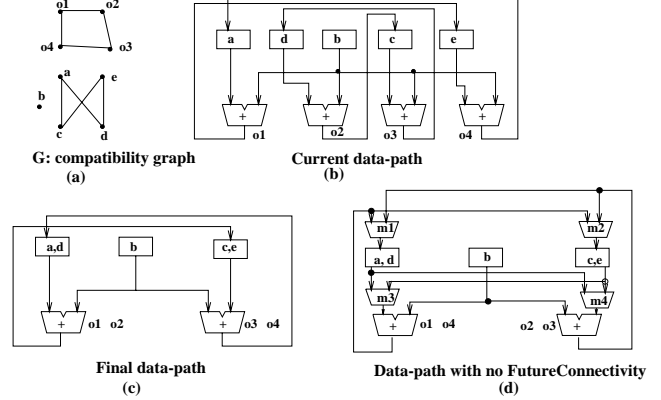 o1 o2
o4 o3
a e
b
c d
G: compatibility graph
(a)
a d b c e
+ + + +
o1 o2 o3 o4
Current data-path
(b)
a,d b c,e
+ o1 o2 + o3 o4
Final data-path
(c)
m1 m2
a, d b c,e
m3 m4
+ o1 o4 o2 o3 +
Data-path with no FutureConnectivity
(d)